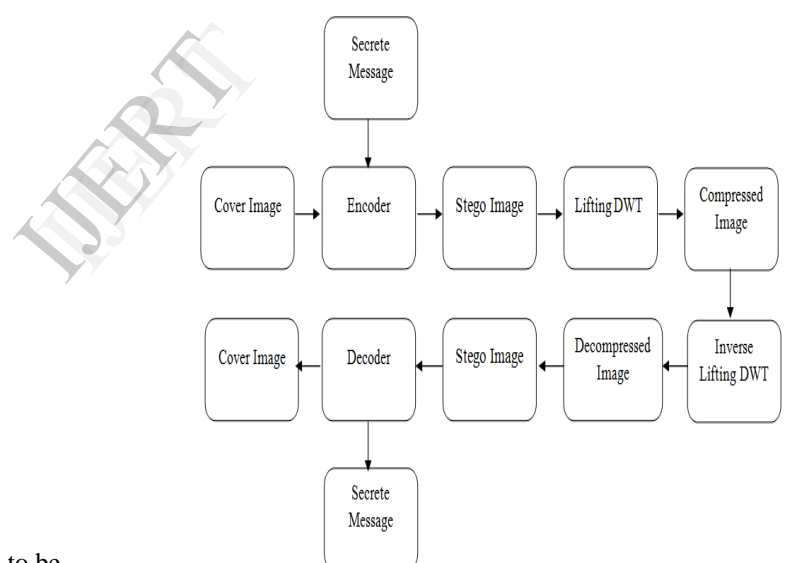 Secrete
Message
IJERT
Cover Image
Encoder
Stego Image
Lifting DWT
Compressed
Image
Cover Image
Decoder
Stego Image
Decompressed
Image
Inverse
Lifting DWT
Secrete
Message
to be